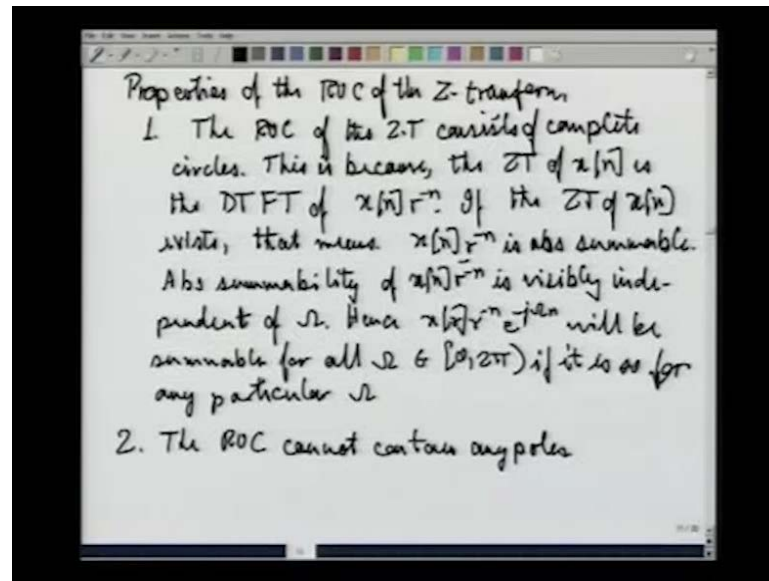 Properties of the ROC of the Z-transform
1. The ROC of the Z.T consists of complete
circles. This is because, the ZT of x[n] is
the DTFT of x[n]r⁻ⁿ. If the ZT of x[n]
exists, that means x[n]r⁻ⁿ is abs summable.
Abs summability of x[n]r⁻ⁿ is visibly inde-
pendent of Ω. Hence x[n]r⁻ⁿe⁻ʲΩⁿ will be
summable for all Ω ∈ [0, 2π) if it is so for
any particular Ω
2. The ROC cannot contain any poles